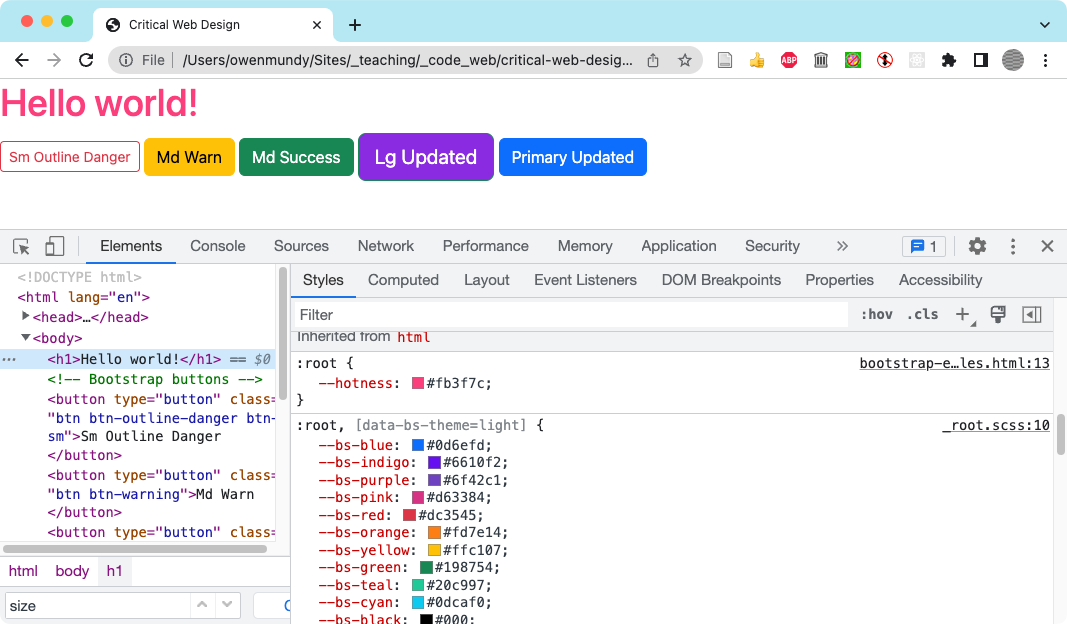 Critical Web Design
File
/Users/owenmundy/Sites/_teaching/_code_web/critical-web-desig...
ABP
Hello world!
Sm Outline Danger
Md Warn
Md Success
Lg Updated
Primary Updated
Elements
Console
Sources
Network
Performance
Memory
Application
Security
1
<!DOCTYPE html>
<html lang="en">
<head>…</head>
<body>
<h1>Hello world!</h1> == $0
<!-- Bootstrap buttons -->
<button type="button" class=
"btn btn-outline-danger btn-
sm">Sm Outline Danger
</button>
<button type="button" class=
"btn btn-warning">Md Warn
</button>
<button type="button" class=
html
body
h1
size
Styles
Computed
Layout
Event Listeners
DOM Breakpoints
Properties
Accessibility
Filter
:hov
.cls
Inherited from html
:root {
bootstrap-e…les.html:13
--hotness: #fb3f7c;
}
:root, [data-bs-theme=light] {
_root.scss:10
--bs-blue: #0d6efd;
--bs-indigo: #6610f2;
--bs-purple: #6f42c1;
--bs-pink: #d63384;
--bs-red: #dc3545;
--bs-orange: #fd7e14;
--bs-yellow: #ffc107;
--bs-green: #198754;
--bs-teal: #20c997;
--bs-cyan: #0dcaf0;
--bs-black: #000;